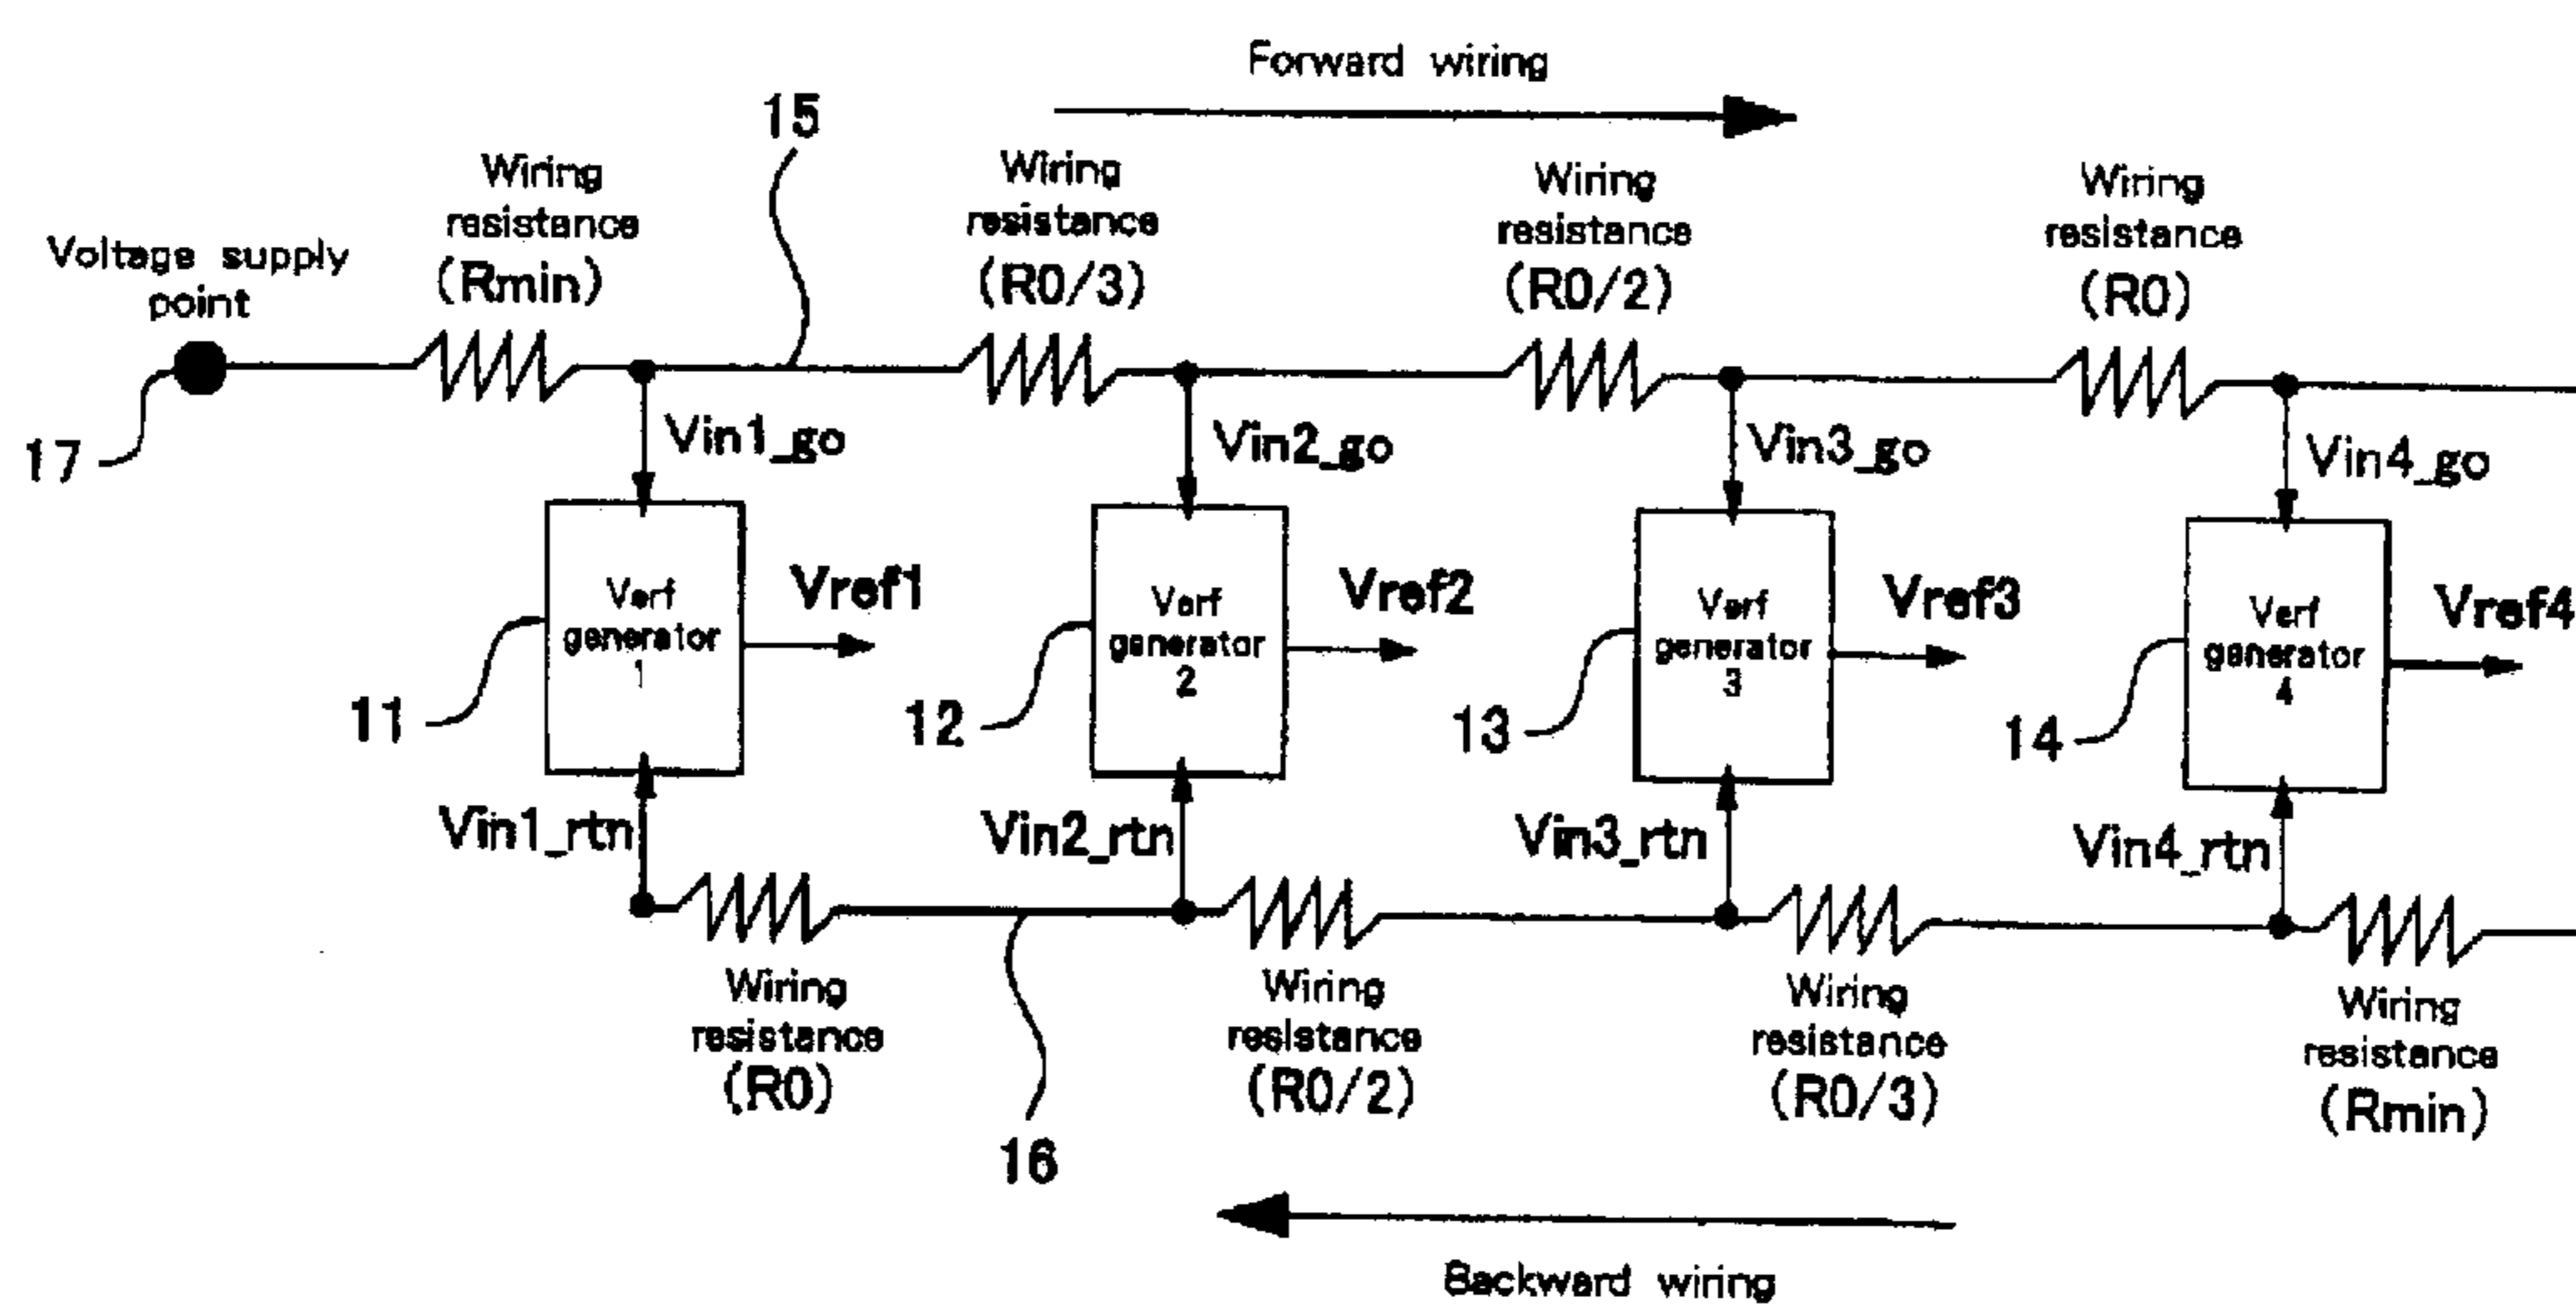 Forward wiring
15
Wiring
resistance
(Rmin)
Wiring
resistance
(R0/3)
Wiring
resistance
(R0/2)
Wiring
resistance
(R0)
Voltage supply
point
17
Vin1_go
Vin2_go
Vin3_go
Vin4_go
Verf
generator
1
Vref1
Verf
generator
2
Vref2
Verf
generator
3
Vref3
Verf
generator
4
Vref4
11
12
13
14
Vin1_rtn
Vin2_rtn
Vin3_rtn
Vin4_rtn
Wiring
resistance
(R0)
Wiring
resistance
(R0/2)
Wiring
resistance
(R0/3)
Wiring
resistance
(Rmin)
16
Backward wiring